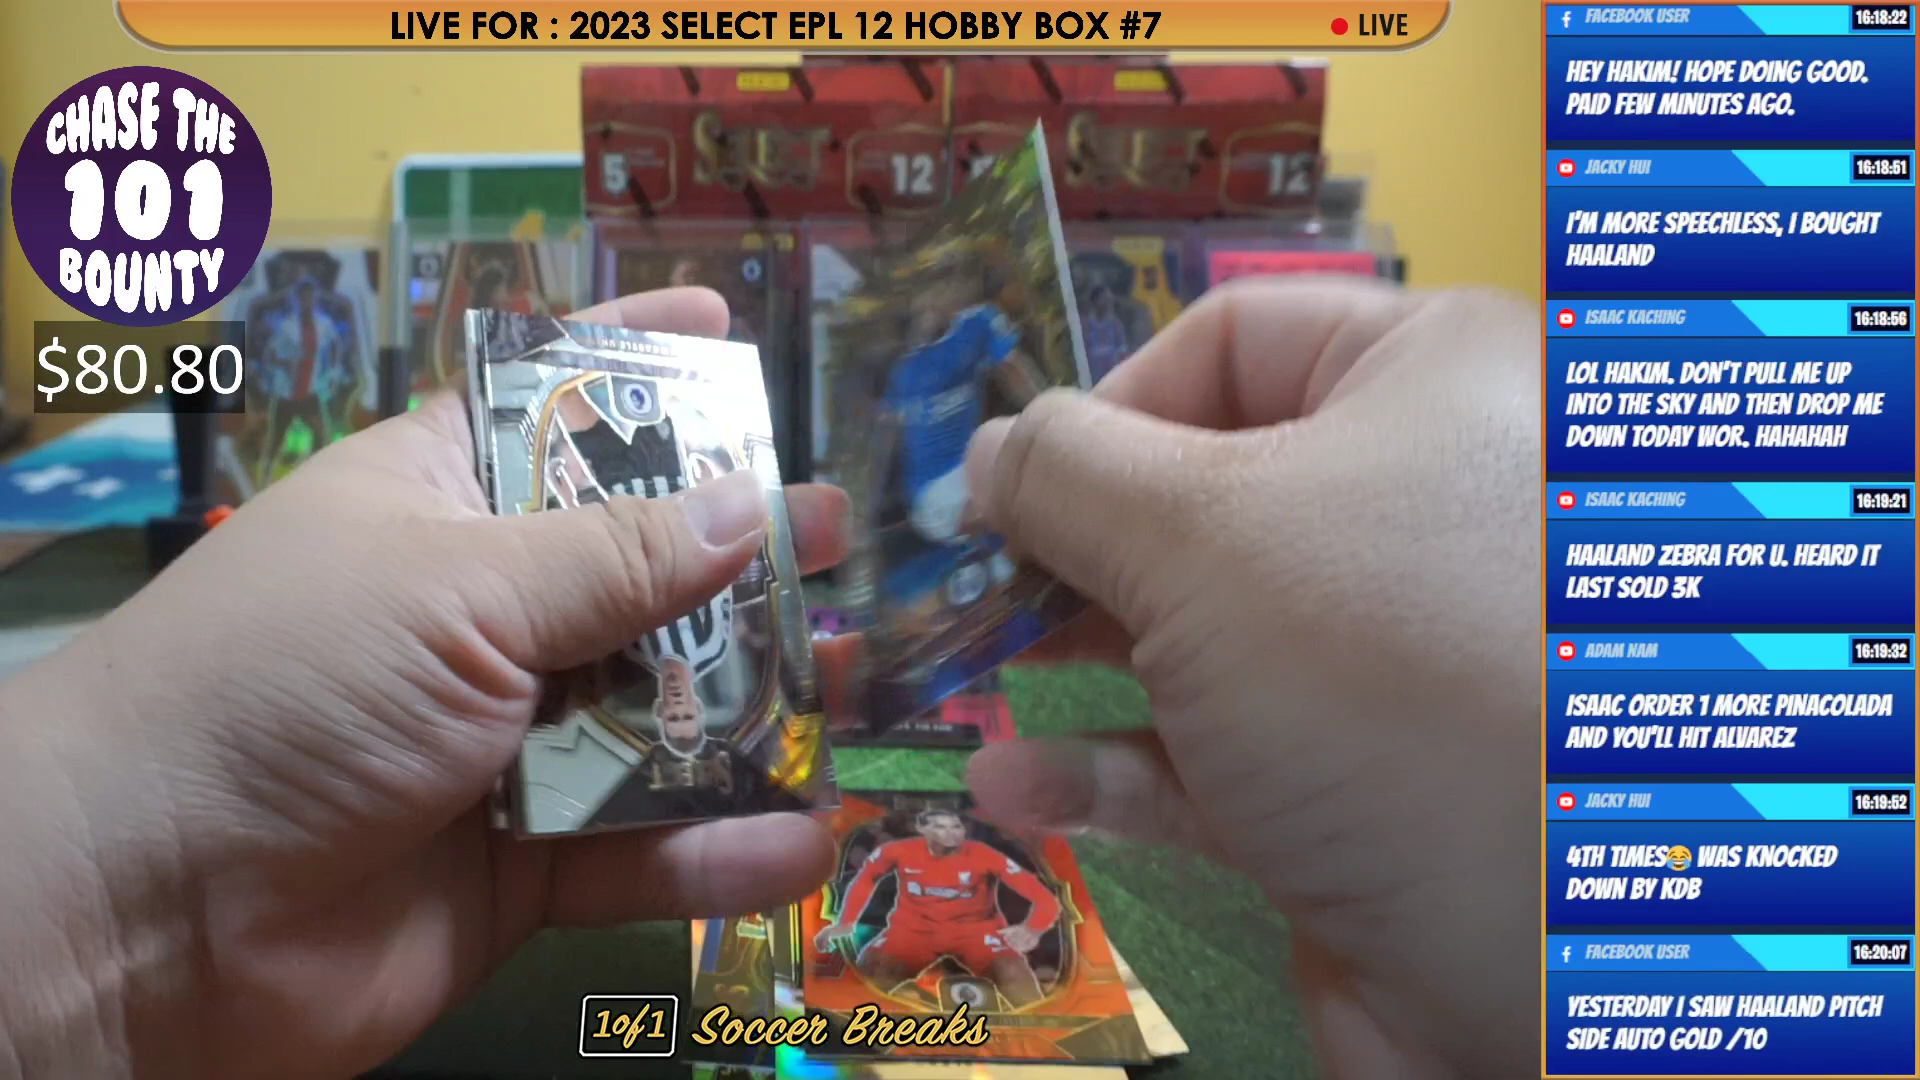 LIVE FOR : 2023 SELECT EPL 12 HOBBY BOX #7
LIVE
CHASE THE
101
BOUNTY
$80.80
5
SELECT
12
SELECT
12
1of1 Soccer Breaks
FACEBOOK USER
16:18:22
HEY HAKIM! HOPE DOING GOOD.
PAID FEW MINUTES AGO.
JACKY HUI
16:18:51
I'M MORE SPEECHLESS, I BOUGHT
HAALAND
ISAAC KACHING
16:18:56
LOL HAKIM. DON'T PULL ME UP
INTO THE SKY AND THEN DROP ME
DOWN TODAY WOR. HAHAHAH
ISAAC KACHING
16:19:21
HAALAND ZEBRA FOR U. HEARD IT
LAST SOLD 3K
ADAM NAM
16:19:32
ISAAC ORDER 1 MORE PINACOLADA
AND YOU'LL HIT ALVAREZ
JACKY HUI
16:19:52
4TH TIMES😂 WAS KNOCKED
DOWN BY KDB
FACEBOOK USER
16:20:07
YESTERDAY I SAW HAALAND PITCH
SIDE AUTO GOLD /10